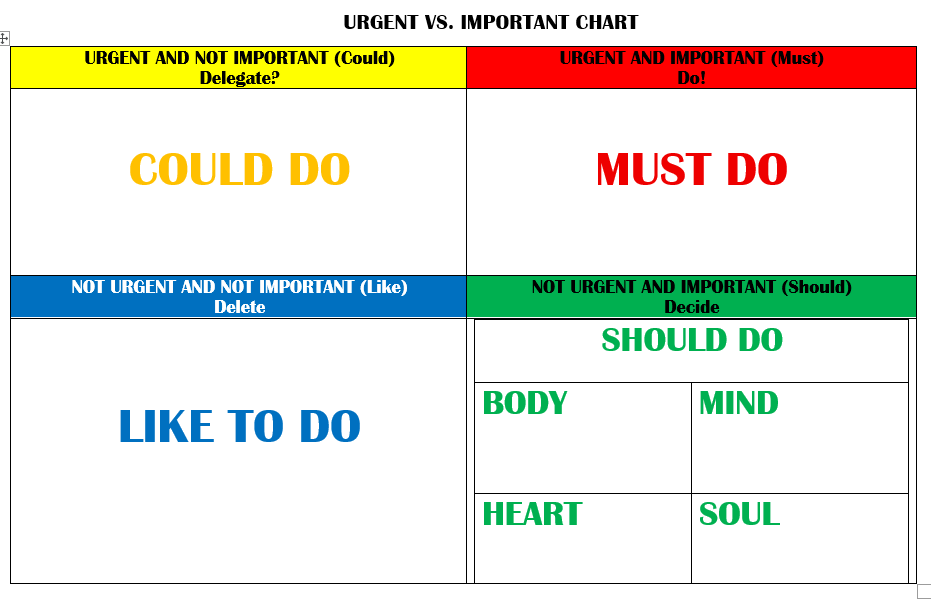 URGENT VS. IMPORTANT CHART
URGENT AND NOT IMPORTANT (Could)
Delegate?
URGENT AND IMPORTANT (Must)
Do!
COULD DO
MUST DO
NOT URGENT AND NOT IMPORTANT (Like)
Delete
NOT URGENT AND IMPORTANT (Should)
Decide
LIKE TO DO
SHOULD DO
BODY
MIND
HEART
SOUL